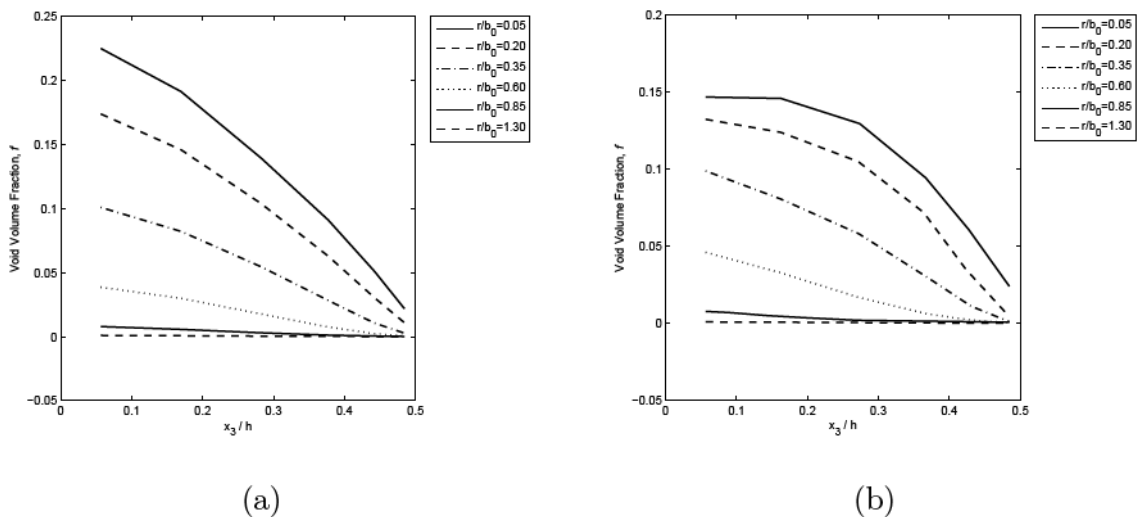 0.25
0.2
0.15
0.1
0.05
0
−0.05
Void Volume Fraction, f
0 0.1 0.2 0.3 0.4 0.5
x3 / h
r/b0=0.05
r/b0=0.20
r/b0=0.35
r/b0=0.60
r/b0=0.85
r/b0=1.30
(a)
0.2
0.15
0.1
0.05
0
−0.05
Void Volume Fraction, f
0 0.1 0.2 0.3 0.4 0.5
x3 / h
r/b0=0.05
r/b0=0.20
r/b0=0.35
r/b0=0.60
r/b0=0.85
r/b0=1.30
(b)